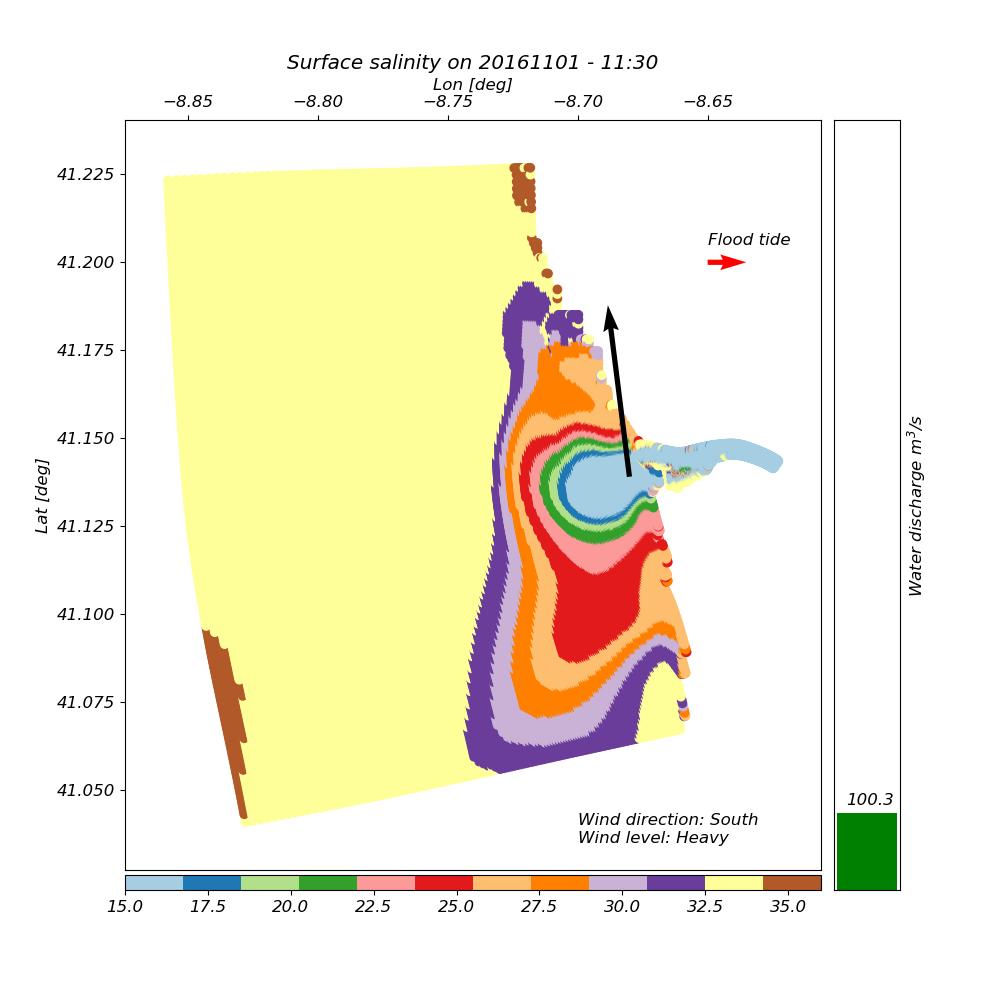 Surface salinity on 20161101 - 11:30
Lon [deg]
−8.85 −8.80 −8.75 −8.70 −8.65
41.225
41.200
41.175
41.150
41.125
41.100
41.075
41.050
Lat [deg]
Flood tide
Wind direction: South
Wind level: Heavy
15.0 17.5 20.0 22.5 25.0 27.5 30.0 32.5 35.0
100.3
Water discharge m³/s